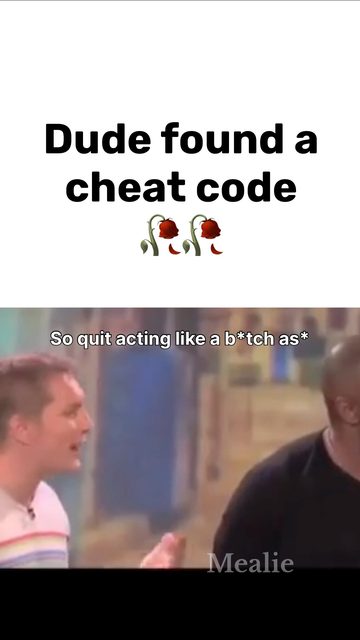 Dude found a
cheat code
🥀🥀
So quit acting like a b*tch as*
Mealie